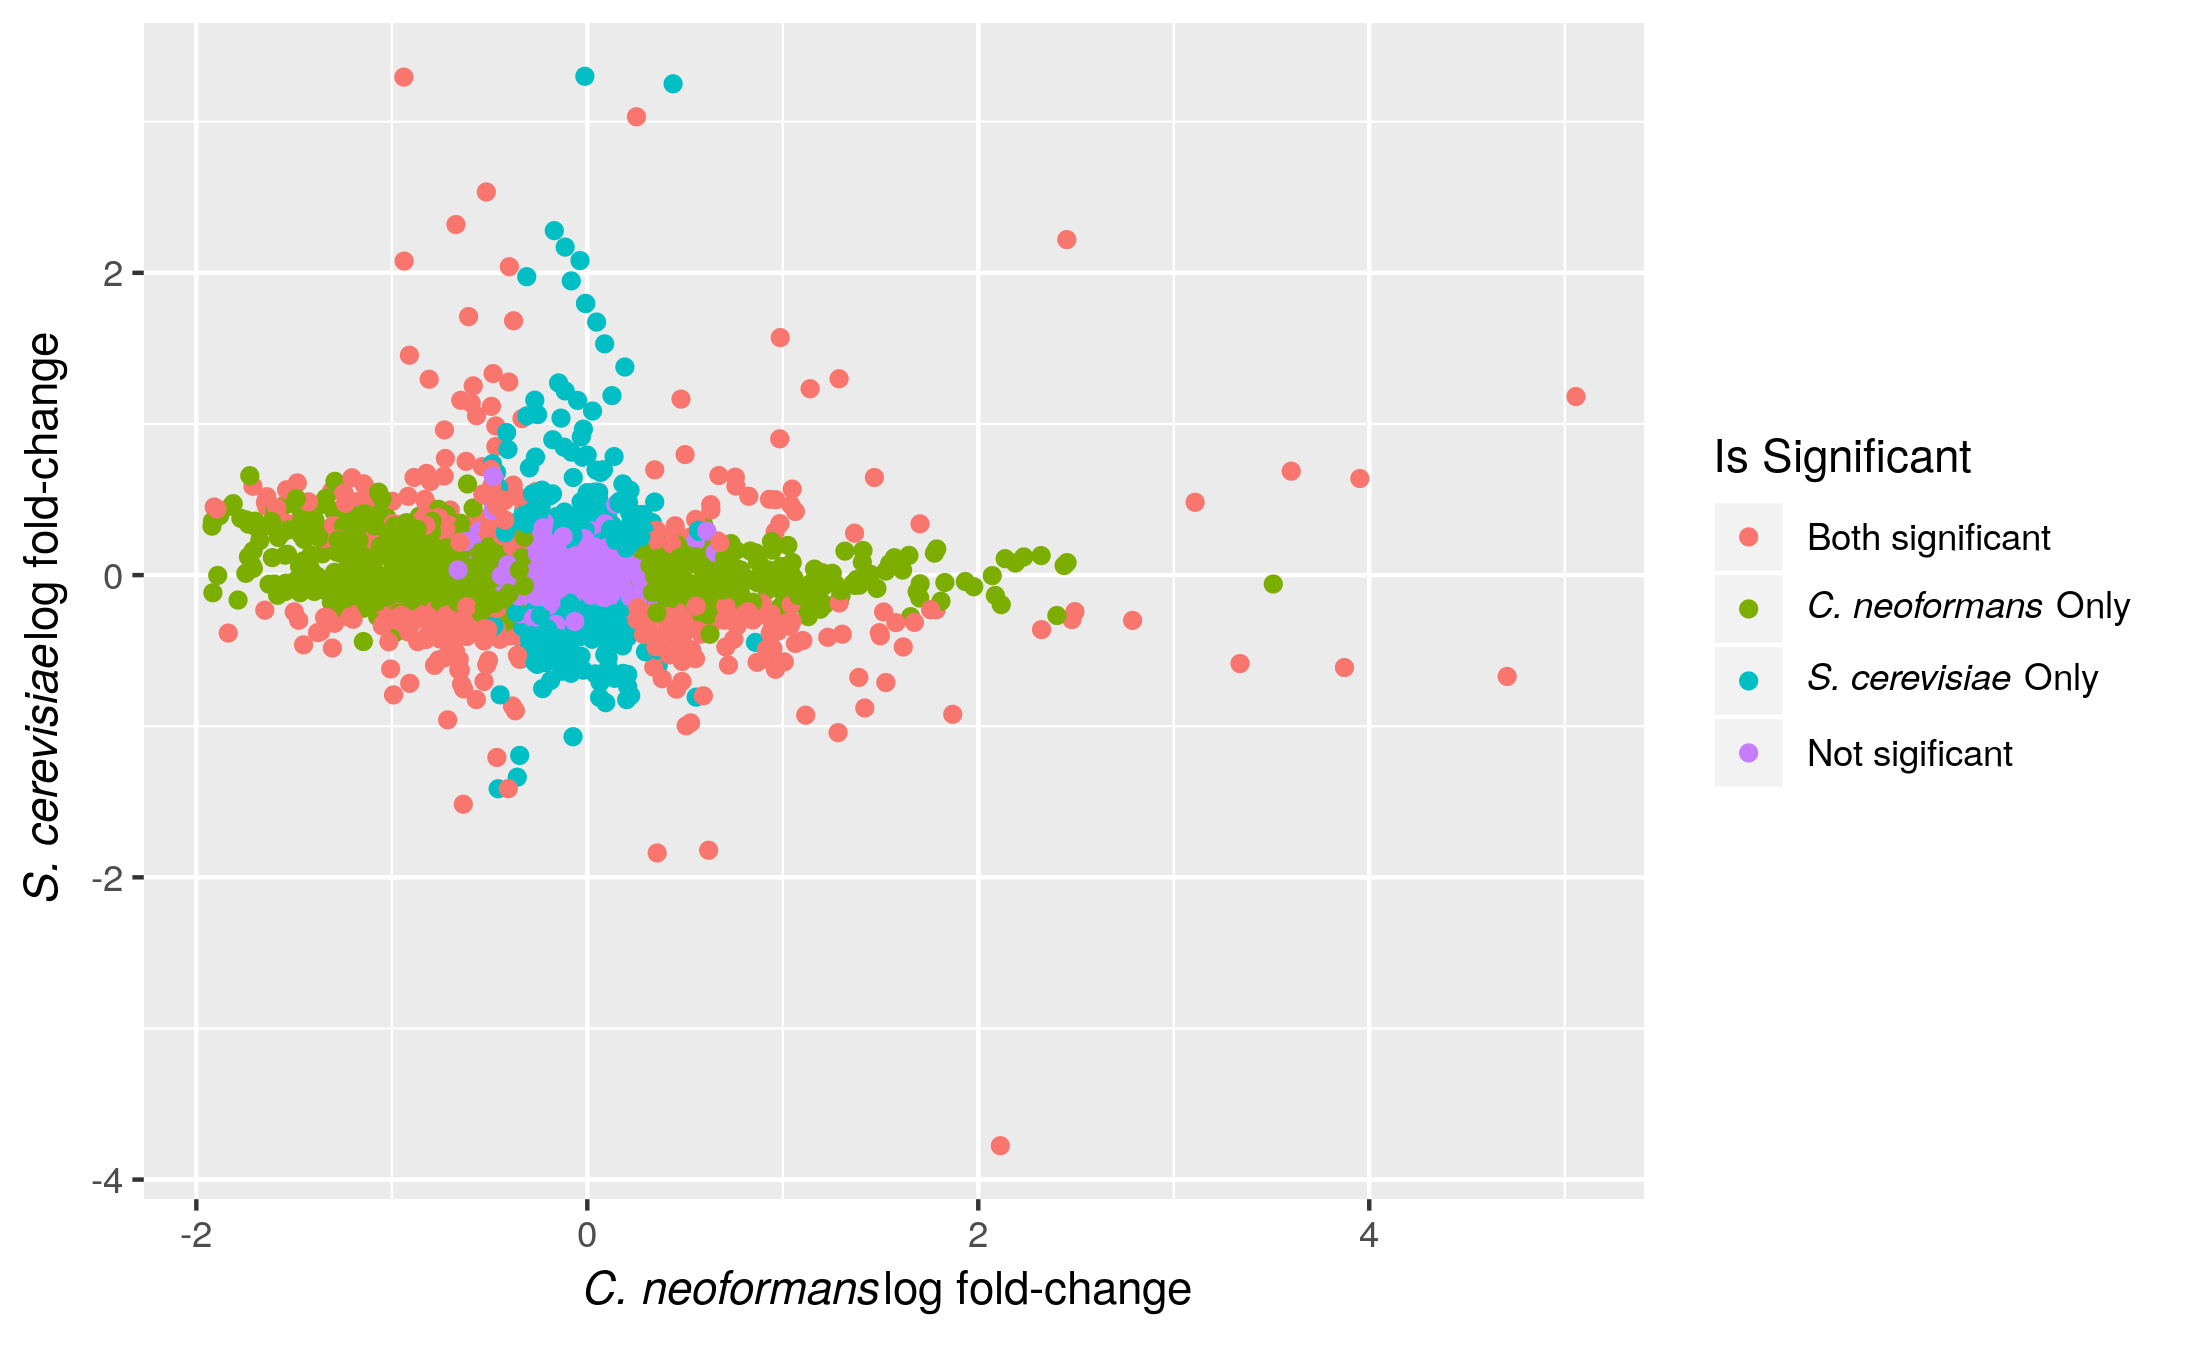 S. cerevisiaelog fold-change
2
0
-2
-4
-2
0
2
4
C. neoformanslog fold-change
Is Significant
Both significant
C. neoformans Only
S. cerevisiae Only
Not sigificant